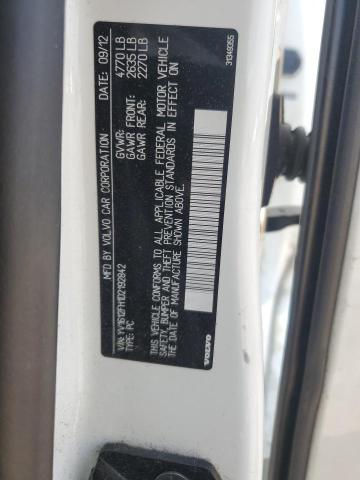 MFD BY VOLVO CAR CORPORATION DATE: 09/12
GVWR: 4770 LB
GAWR FRONT: 2635 LB
GAWR REAR: 2270 LB
VIN: YV1612FH1D2192842
TYPE: PC
THIS VEHICLE CONFORMS TO ALL APPLICABLE FEDERAL MOTOR VEHICLE
SAFETY, BUMPER AND THEFT PREVENTION STANDARDS IN EFFECT ON
THE DATE OF MANUFACTURE SHOWN ABOVE.
VOLVO
31349055